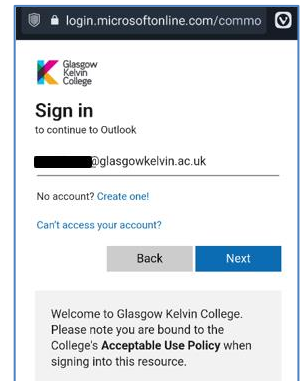 login.microsoftonline.com/commo
Glasgow
Kelvin
College
Sign in
to continue to Outlook
@glasgowkelvin.ac.uk
No account? Create one!
Can't access your account?
Back Next
Welcome to Glasgow Kelvin College.
Please note you are bound to the
College's Acceptable Use Policy when
signing into this resource.